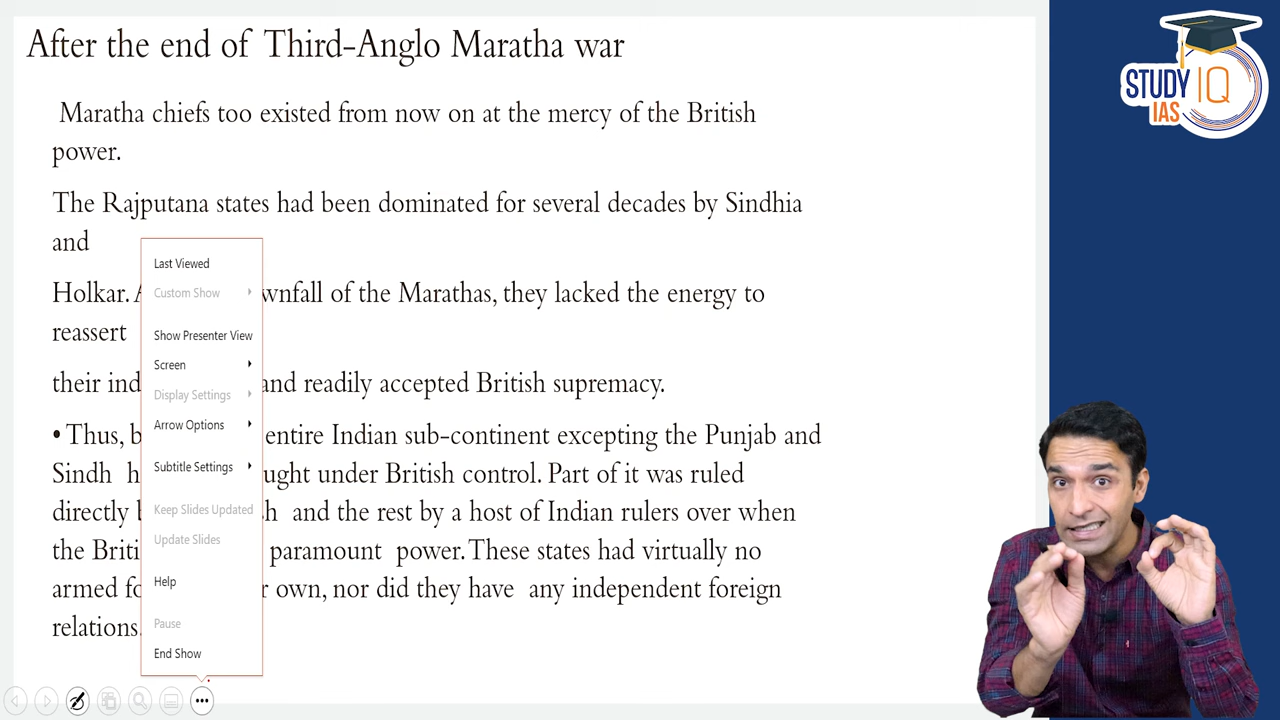 After the end of Third-Anglo Maratha war
Maratha chiefs too existed from now on at the mercy of the British
power.
The Rajputana states had been dominated for several decades by Sindhia
and
Holkar. wnfall of the Marathas, they lacked the energy to
reassert
their ind and readily accepted British supremacy.
• Thus, b entire Indian sub-continent excepting the Punjab and
Sindh h ught under British control. Part of it was ruled
directly h and the rest by a host of Indian rulers over when
the Briti paramount power. These states had virtually no
armed fo r own, nor did they have any independent foreign
relations.
Last Viewed
Custom Show
Show Presenter View
Screen
Display Settings
Arrow Options
Subtitle Settings
Keep Slides Updated
Update Slides
Help
Pause
End Show
STUDY IQ
IAS